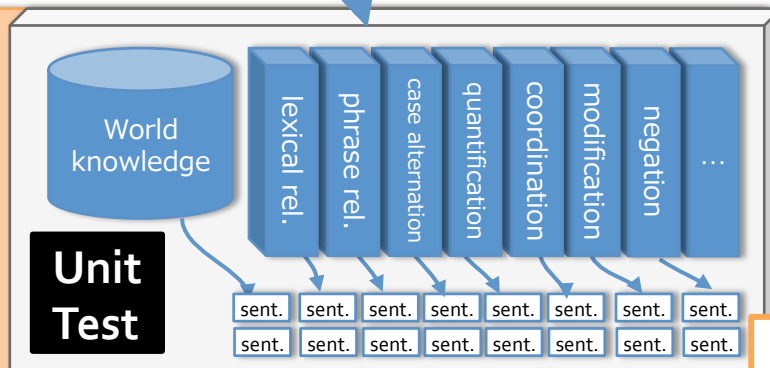 World
knowledge
lexical rel.
phrase rel.
case alternation
quantification
coordination
modification
negation
...
Unit
Test
sent. sent. sent. sent. sent. sent. sent. sent.
sent. sent. sent. sent. sent. sent. sent. sent.